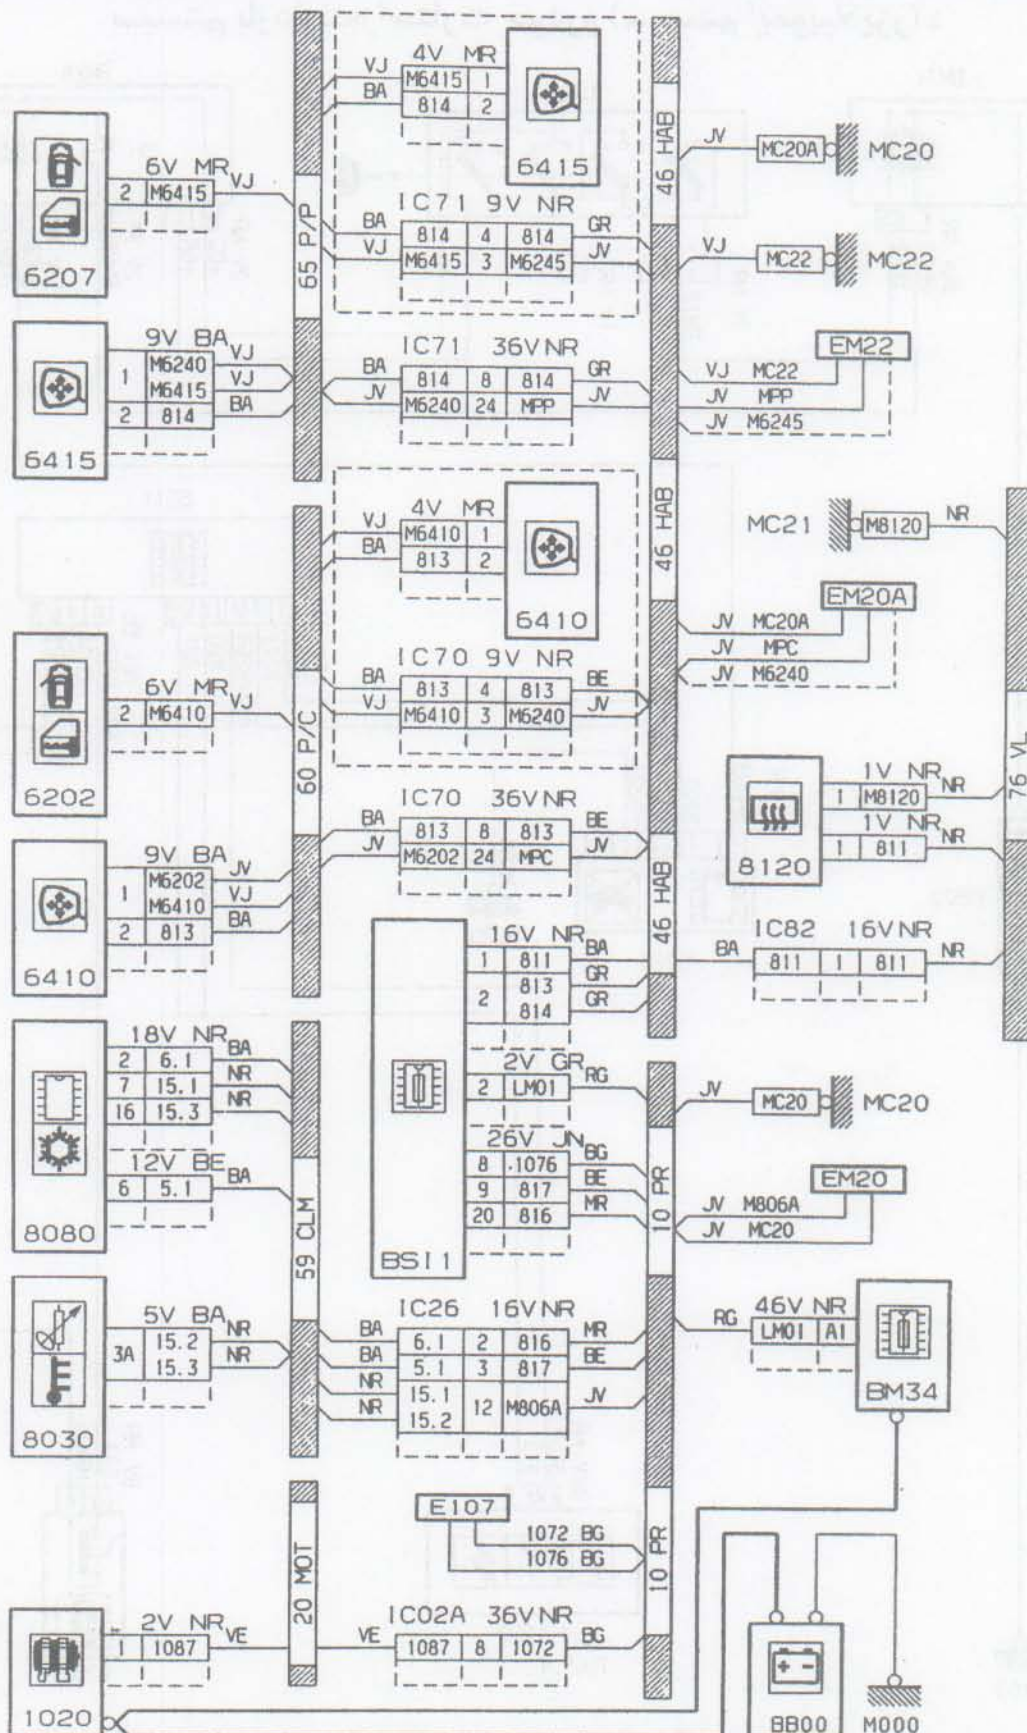 4V MR
VJ M6415 1
BA 814 2
6415
6V MR
2 M6415 VJ
6207
IC71 9V NR
BA 814 4 814 GR
VJ M6415 3 M6245 JV
65 P/P
46 HAB
JV MC20A MC20
VJ MC22 MC22
EM22
VJ MC22
JV MPP
JV M6245
9V BA
1 M6240 VJ
M6415 VJ
2 814 BA
6415
IC71 36V NR
BA 814 8 814 GR
JV M6240 24 MPP JV
4V MR
VJ M6410 1
BA 813 2
6410
46 HAB
MC21 M8120 NR
EM20A
JV MC20A
JV MPC
JV M6240
6V MR
2 M6410 VJ
6202
60 P/C
IC70 9V NR
BA 813 4 813 BE
VJ M6410 3 M6240 JV
76 VL
1V NR
1 M8120 NR
1V NR
1 811 NR
8120
IC70 36V NR
BA 813 8 813 BE
JV M6202 24 MPC JV
9V BA
1 M6202 JV
M6410 VJ
2 813 BA
6410
46 HAB
16V NR
1 811 BA
2 813 GR
814 GR
IC82 16V NR
BA 811 1 811 NR
18V NR
2 6.1 BA
7 15.1 NR
16 15.3 NR
12V BE
6 5.1 BA
8080
59 CLM
2V GR
2 LM01 RG
26V JN
8 1076 BG
9 817 BE
20 816 MR
BSI1
10 PR
JV MC20 MC20
EM20
JV M806A
JV MC20
5V BA
3A 15.2 NR
15.3 NR
8030
IC26 16V NR
BA 6.1 2 816 MR
BA 5.1 3 817 BE
NR 15.1 12 M806A JV
NR 15.2
46V NR
RG LM01 A1
BM34
E107
1072 BG
1076 BG
20 MOT
10 PR
2V NR
1 1087 VE
1020
IC02A 36V NR
VE 1087 8 1072 BG
BB00
M000